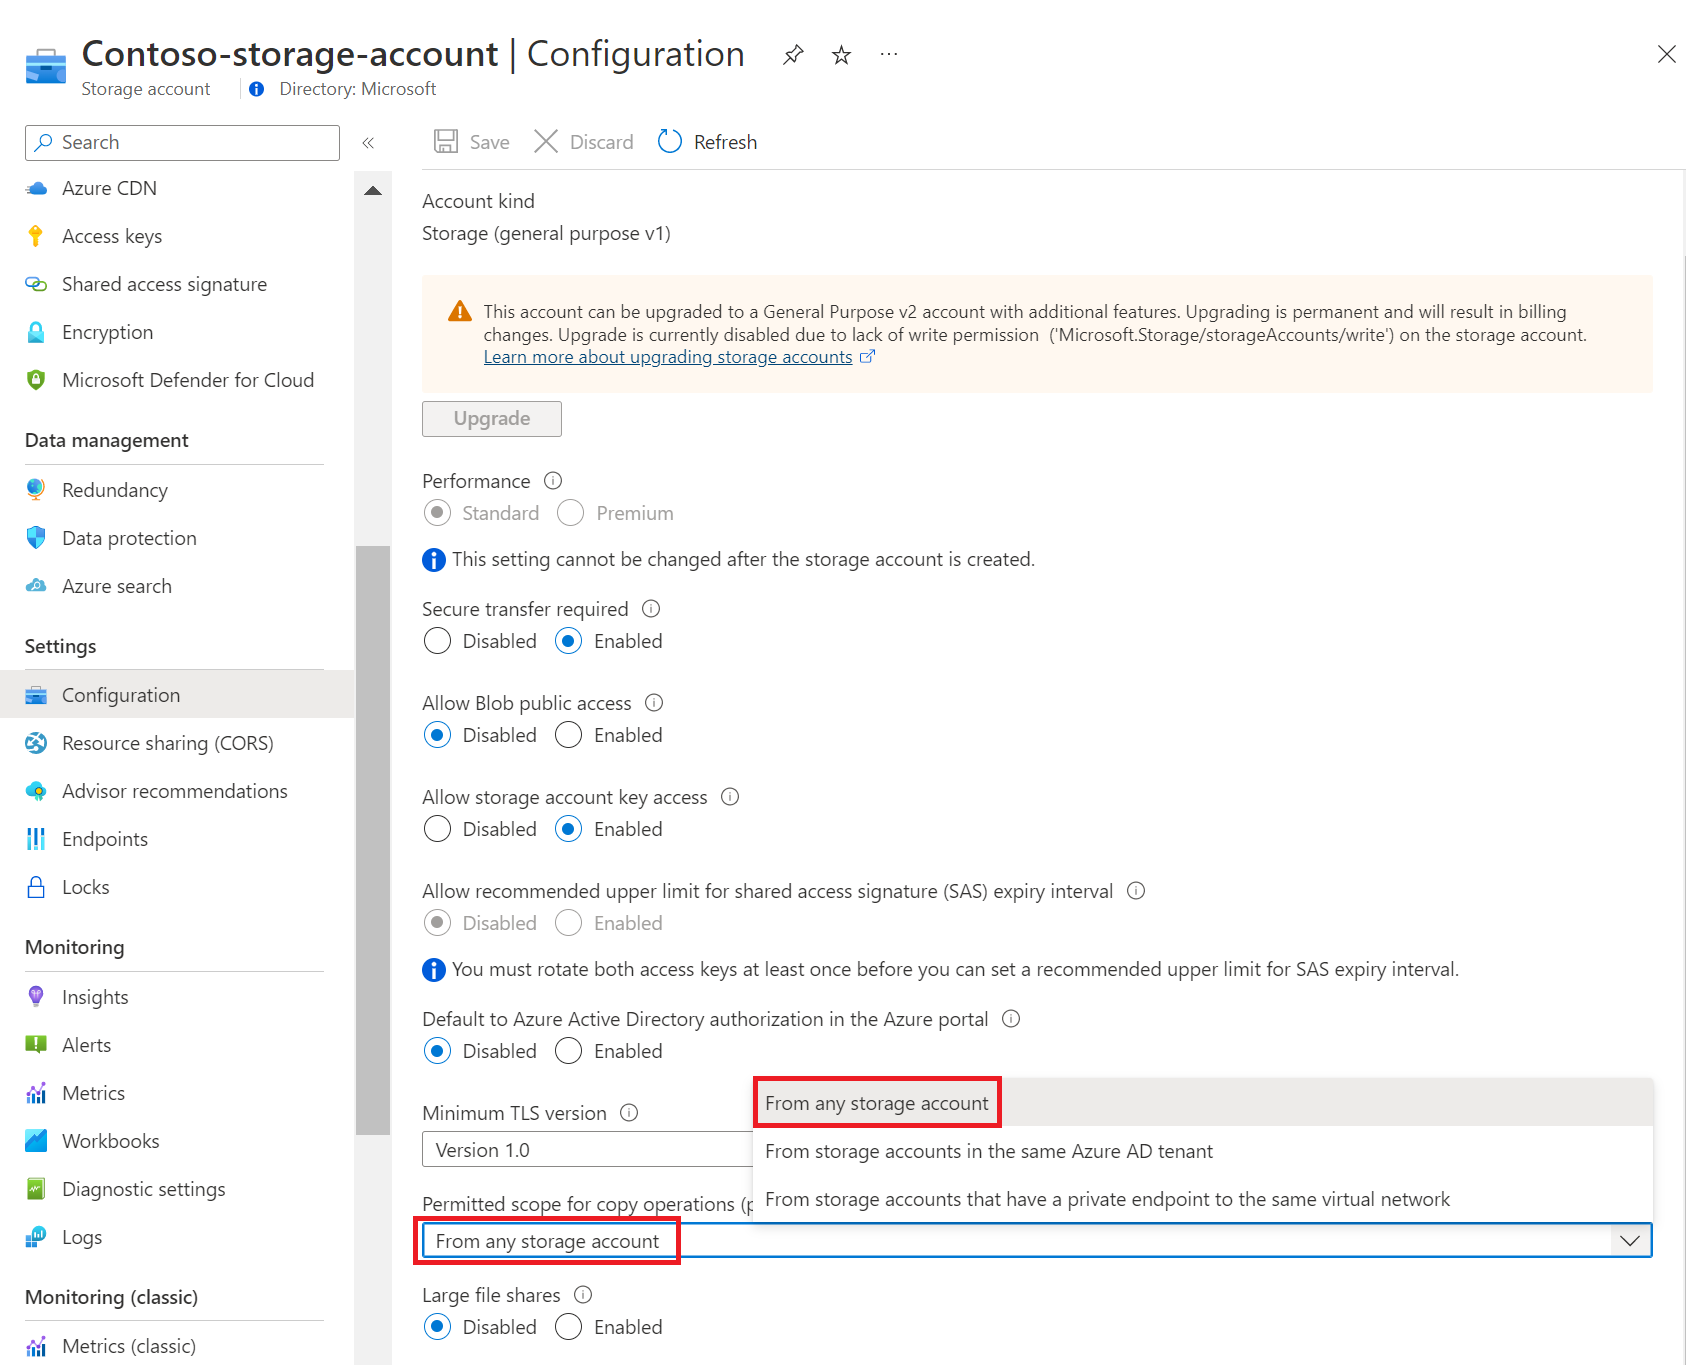 Contoso-storage-account | Configuration
Storage account
Directory: Microsoft
Search
Save
Discard
Refresh
Azure CDN
Access keys
Shared access signature
Encryption
Microsoft Defender for Cloud
Data management
Redundancy
Data protection
Azure search
Settings
Configuration
Resource sharing (CORS)
Advisor recommendations
Endpoints
Locks
Monitoring
Insights
Alerts
Metrics
Workbooks
Diagnostic settings
Logs
Monitoring (classic)
Metrics (classic)
Account kind
Storage (general purpose v1)
This account can be upgraded to a General Purpose v2 account with additional features. Upgrading is permanent and will result in billing
changes. Upgrade is currently disabled due to lack of write permission ('Microsoft.Storage/storageAccounts/write') on the storage account.
Learn more about upgrading storage accounts
Upgrade
Performance
Standard Premium
This setting cannot be changed after the storage account is created.
Secure transfer required
Disabled Enabled
Allow Blob public access
Disabled Enabled
Allow storage account key access
Disabled Enabled
Allow recommended upper limit for shared access signature (SAS) expiry interval
Disabled Enabled
You must rotate both access keys at least once before you can set a recommended upper limit for SAS expiry interval.
Default to Azure Active Directory authorization in the Azure portal
Disabled Enabled
Minimum TLS version
Version 1.0
From any storage account
From storage accounts in the same Azure AD tenant
From storage accounts that have a private endpoint to the same virtual network
Permitted scope for copy operations (p
From any storage account
Large file shares
Disabled Enabled